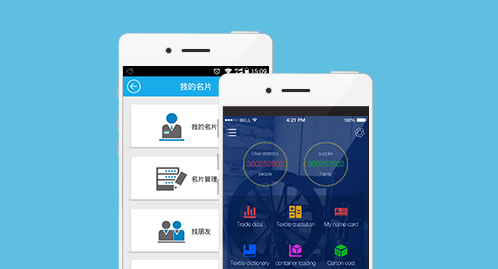 15:09
我的名片
我的名片
名片管理
找朋友
BELL
4:21 PM
100%
User statistics
360252502
people
supplier
360252502
Family
Trade data
Textile quotation
My name card
Textile dictionary
container loading
Carton cost